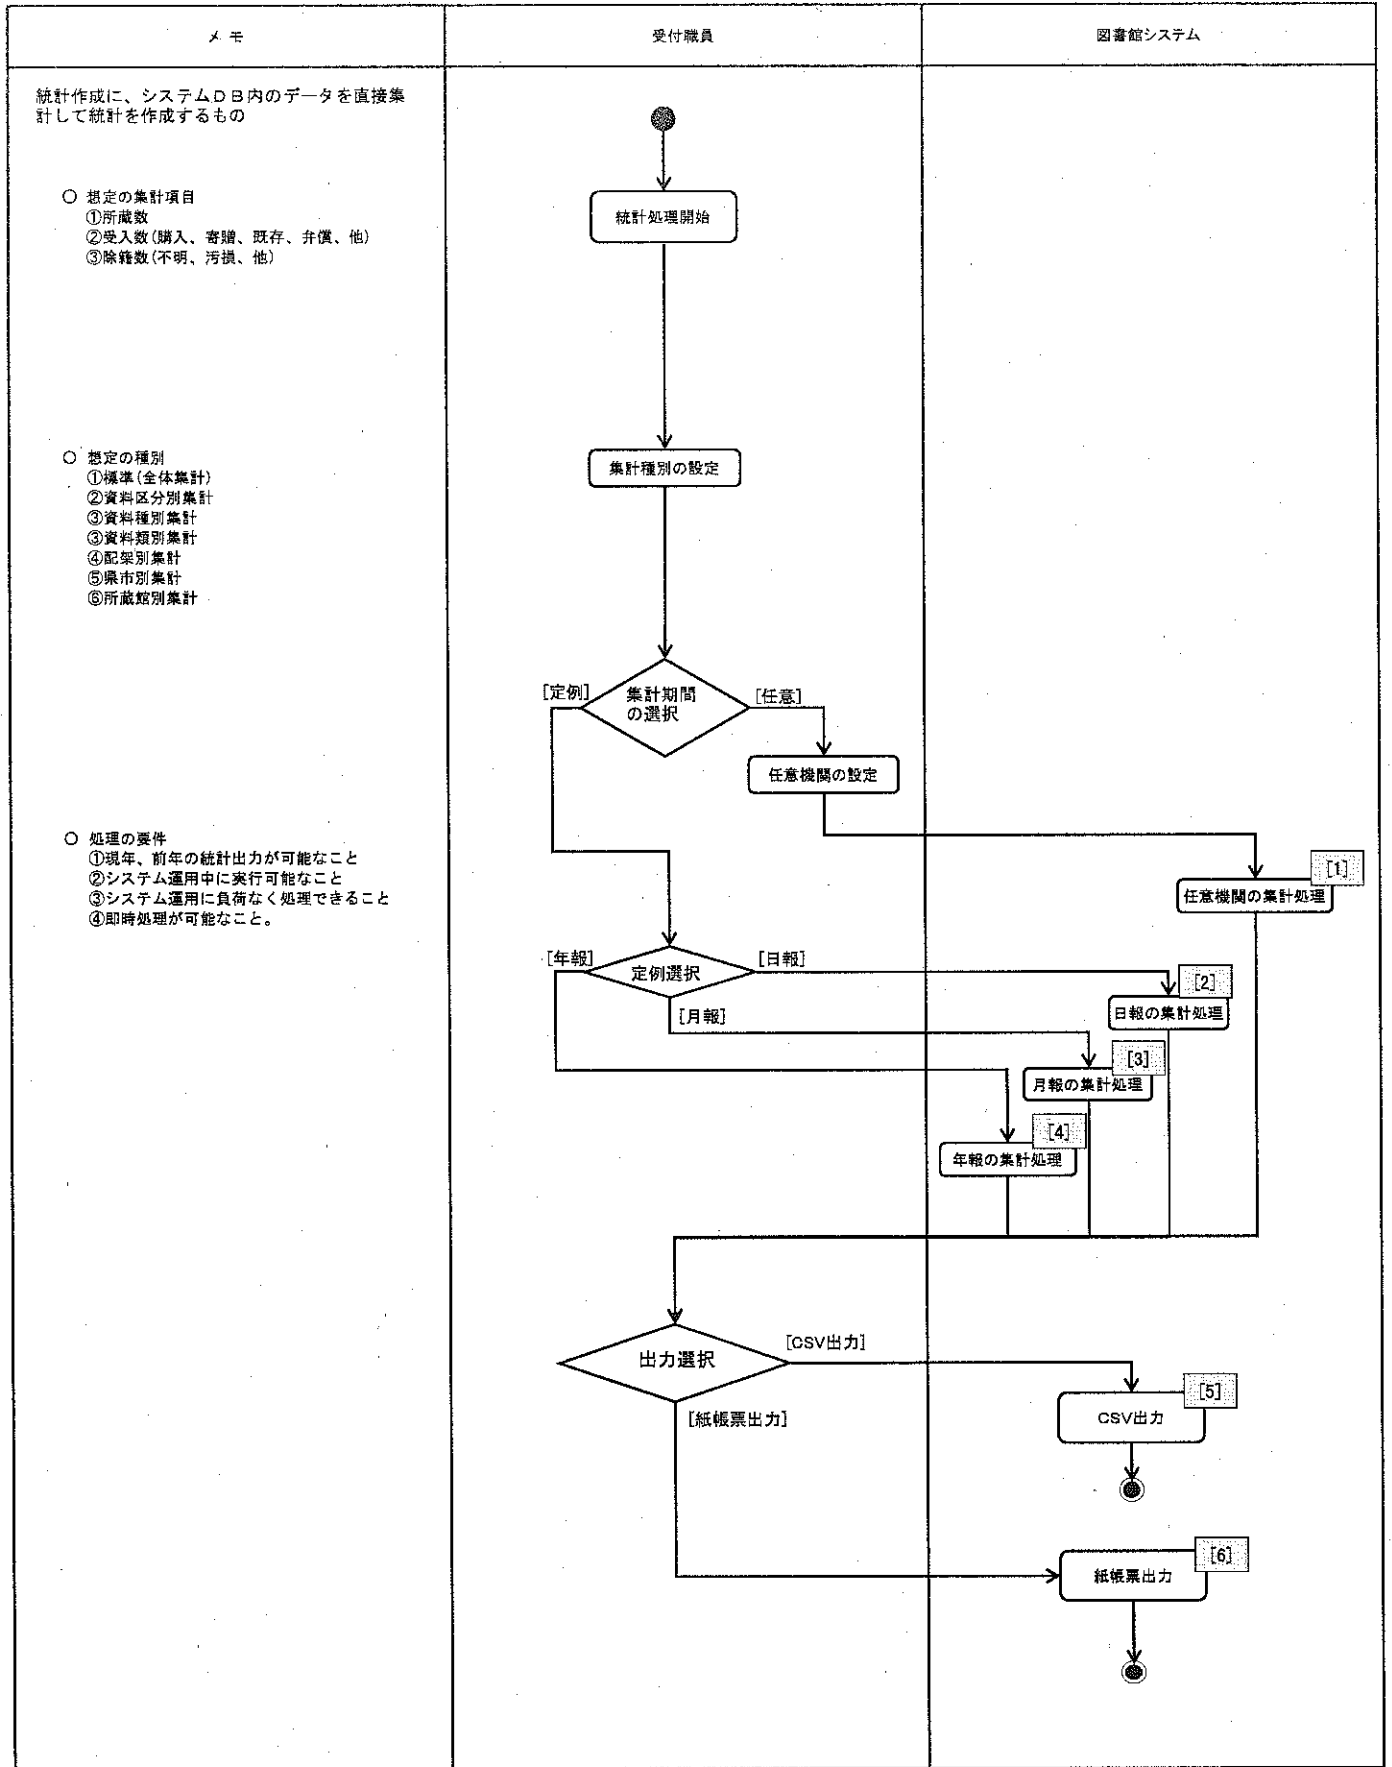 メモ
受付職員
図書館システム
統計作成に、システムDB内のデータを直接集
計して統計を作成するもの
○ 想定の集計項目
①所蔵数
②受入数(購入、寄贈、既存、弁償、他)
③除籍数(不明、汚損、他)
統計処理開始
○ 想定の種別
①標準(全体集計)
②資料区分別集計
③資料種別集計
③資料類別集計
④配架別集計
⑤県市別集計
⑥所蔵館別集計
集計種別の設定
[定例]
集計期間
の選択
[任意]
任意機関の設定
○ 処理の要件
①現年、前年の統計出力が可能なこと
②システム運用中に実行可能なこと
③システム運用に負荷なく処理できること
④即時処理が可能なこと。
[1]
任意機関の集計処理
[年報]
定例選択
[日報]
[月報]
[2]
日報の集計処理
[3]
月報の集計処理
[4]
年報の集計処理
出力選択
[CSV出力]
[紙帳票出力]
[5]
CSV出力
[6]
紙帳票出力